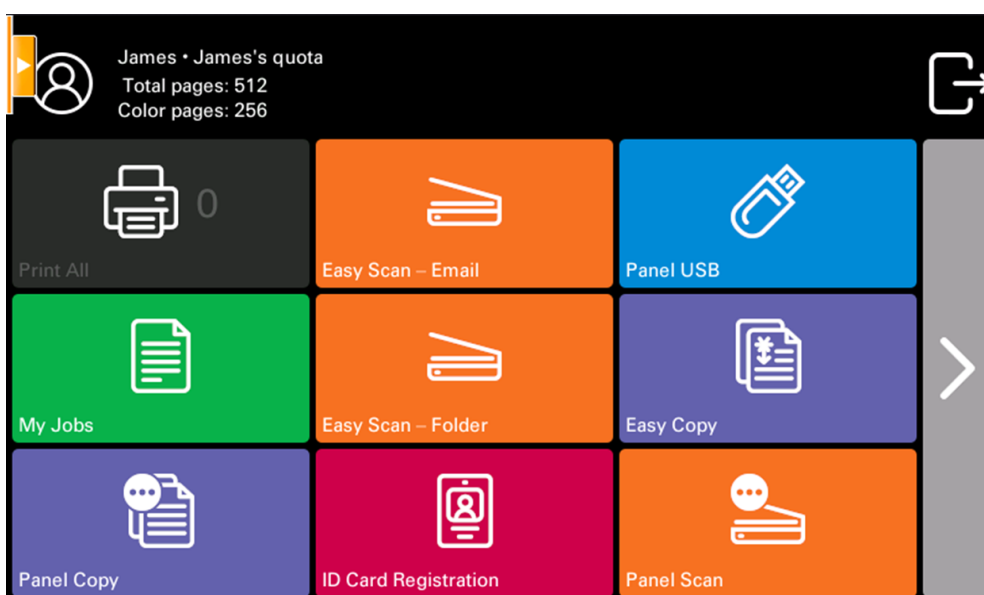 James • James's quota
Total pages: 512
Color pages: 256
0
Print All
Easy Scan – Email
Panel USB
My Jobs
Easy Scan – Folder
Easy Copy
Panel Copy
ID Card Registration
Panel Scan